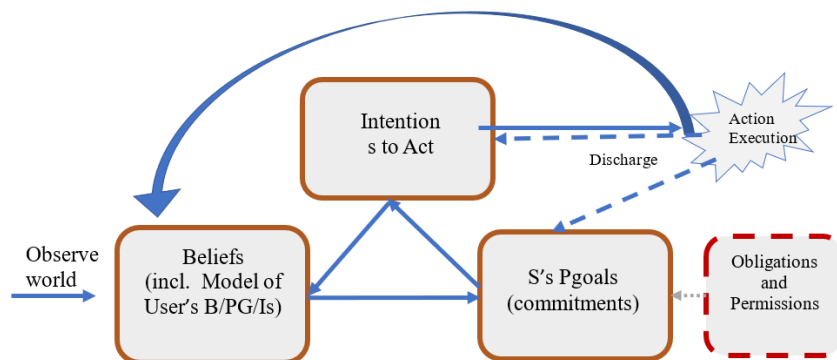 Intention
s to Act
Action
Execution
Discharge
Observe
world
Beliefs
(incl.  Model of
User's B/PG/Is)
S's Pgoals
(commitments)
Obligations
and
Permissions